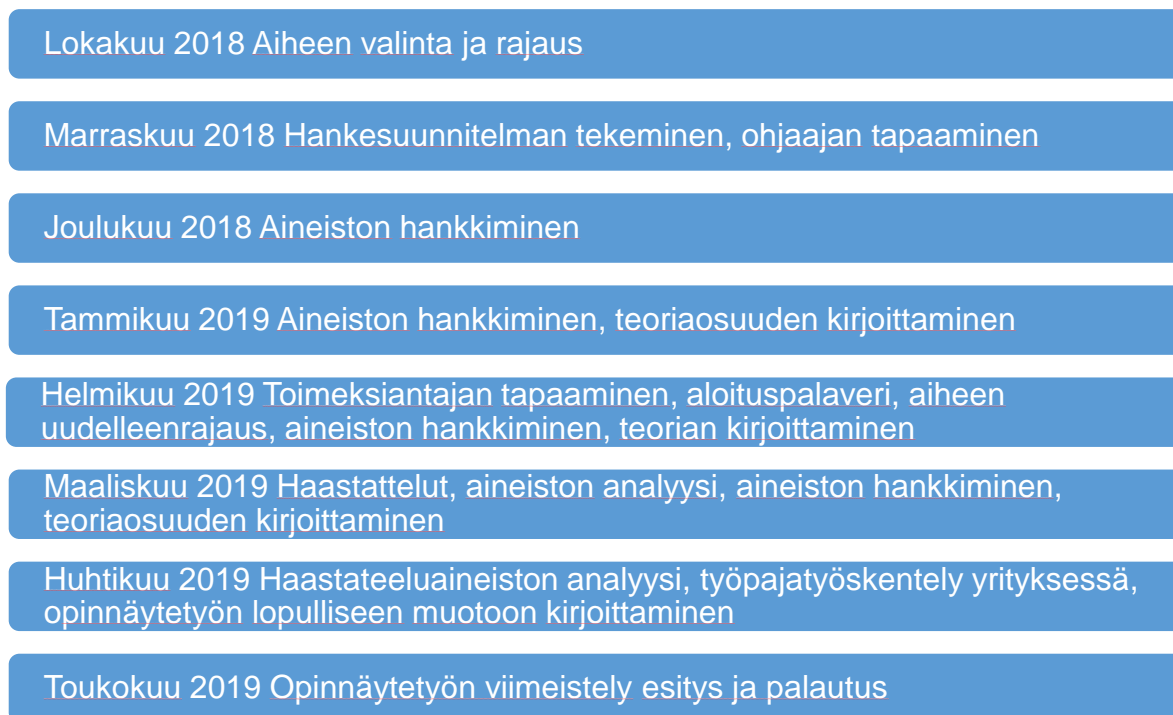 Lokakuu 2018 Aiheen valinta ja rajaus
Marraskuu 2018 Hankesuunnitelman tekeminen, ohjaajan tapaaminen
Joulukuu 2018 Aineiston hankkiminen
Tammikuu 2019 Aineiston hankkiminen, teoriaosuuden kirjoittaminen
Helmikuu 2019 Toimeksiantajan tapaaminen, aloituspalaveri, aiheen
uudelleenrajaus, aineiston hankkiminen, teorian kirjoittaminen
Maaliskuu 2019 Haastattelut, aineiston analyysi, aineiston hankkiminen,
teoriaosuuden kirjoittaminen
Huhtikuu 2019 Haastateeluaineiston analyysi, työpajatyöskentely yrityksessä,
opinnäytetyön lopulliseen muotoon kirjoittaminen
Toukokuu 2019 Opinnäytetyön viimeistely esitys ja palautus